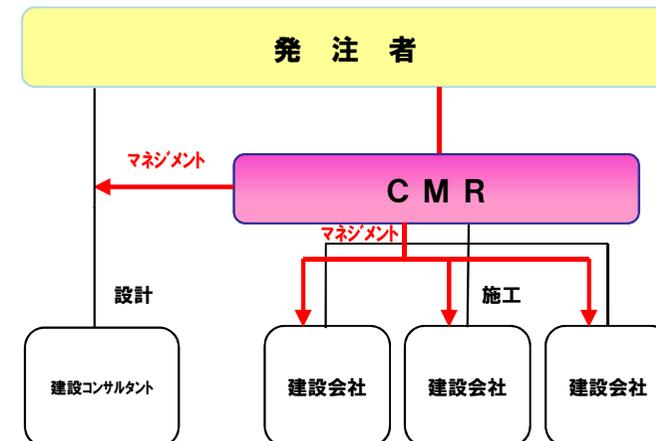 発 注 者
マネジメント
C M R
マネジメント
設計
施工
建設コンサルタント
建設会社
建設会社
建設会社